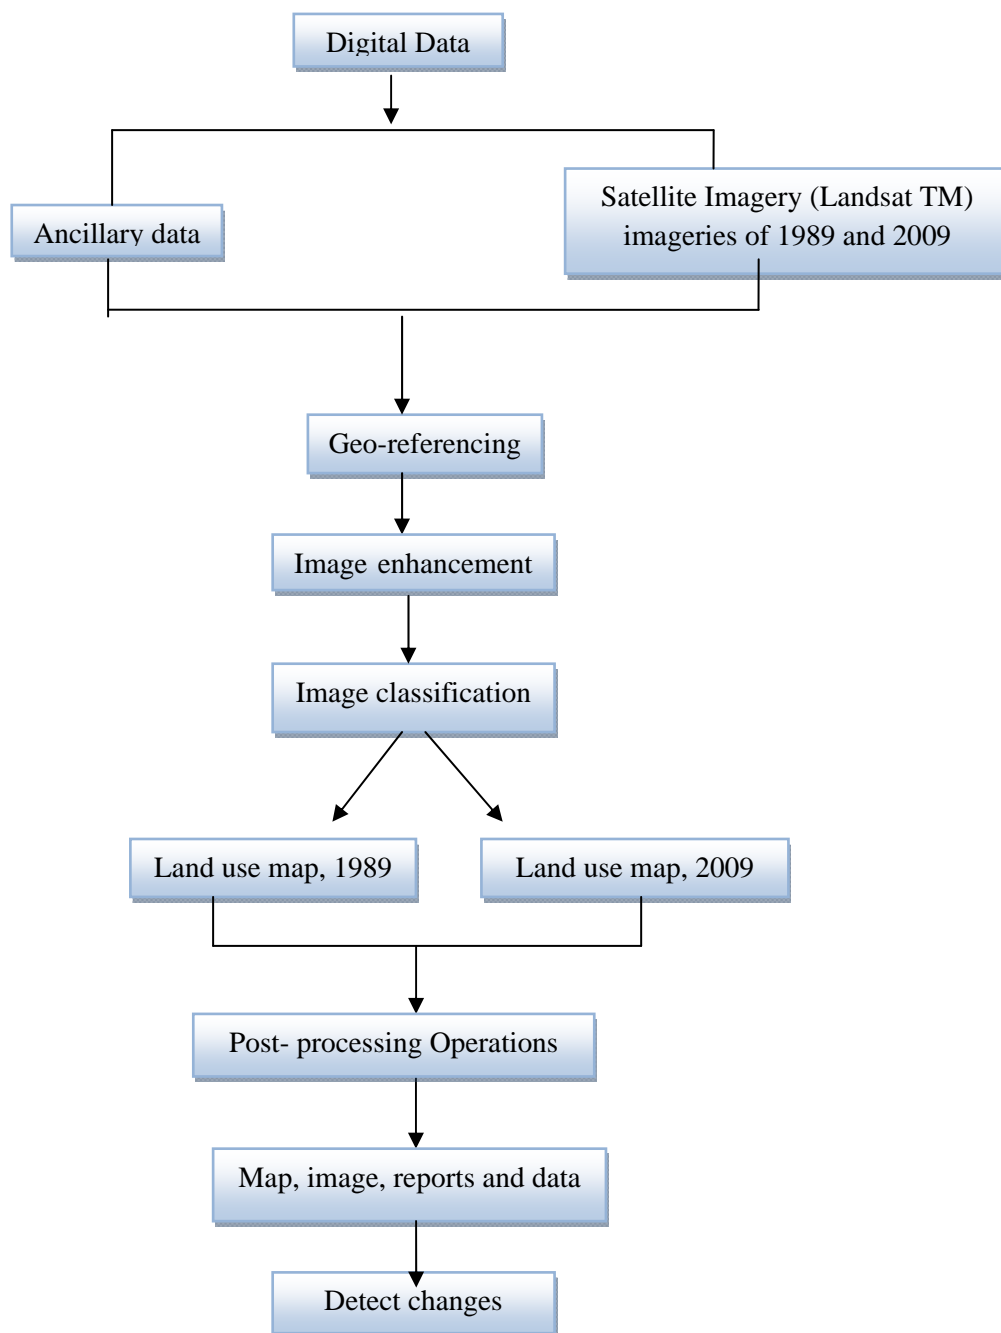 Digital Data
Ancillary data
Satellite Imagery (Landsat TM)
imageries of 1989 and 2009
Geo-referencing
Image enhancement
Image classification
Land use map, 1989
Land use map, 2009
Post- processing Operations
Map, image, reports and data
Detect changes